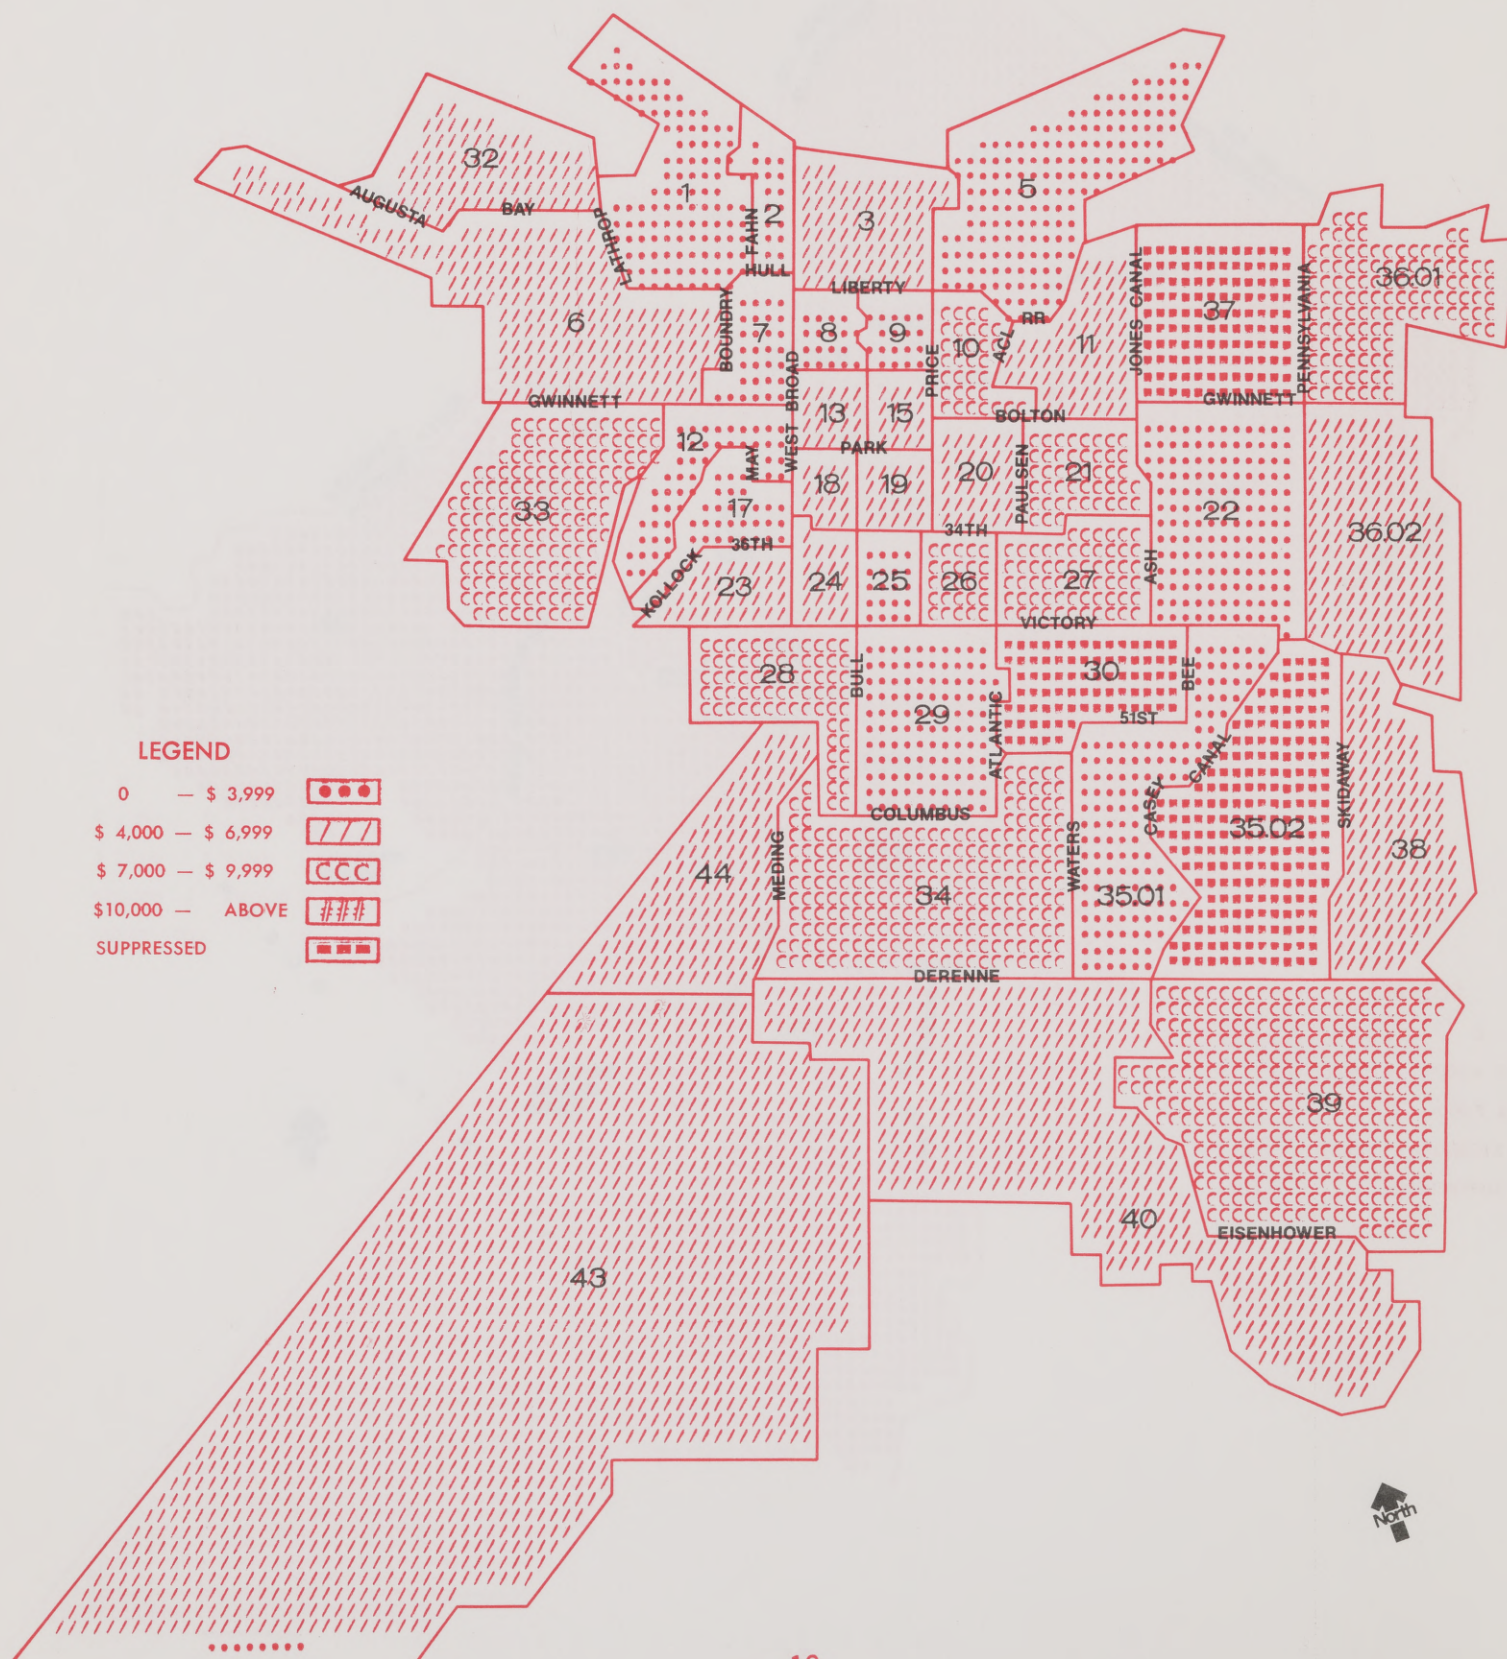 32
1
2
3
5
AUGUSTA
BAY
LATHROP
FAHN
HULL
LIBERTY
6
BOUNDRY
7
8
9
PRICE
10
ACL
RR
11
JONES CANAL
37
PENNSYLVANIA
36.01
GWINNETT
WEST BROAD
13
15
BOLTON
GWINNETT
12
MAY
PARK
33
17
18
19
20
PAULSEN
21
22
36.02
36TH
34TH
KOLLOCK
23
24
25
26
27
ASH
VICTORY
28
BULL
29
ATLANTIC
30
BEE
51ST
CANAL
CASEY
SKIDAWAY
COLUMBUS
44
MEDING
34
WATERS
35.01
35.02
38
DERENNE
LEGEND
0 — $ 3,999
$ 4,000 — $ 6,999
$ 7,000 — $ 9,999
CCC
$10,000 — ABOVE
###
SUPPRESSED
39
40
EISENHOWER
43
North